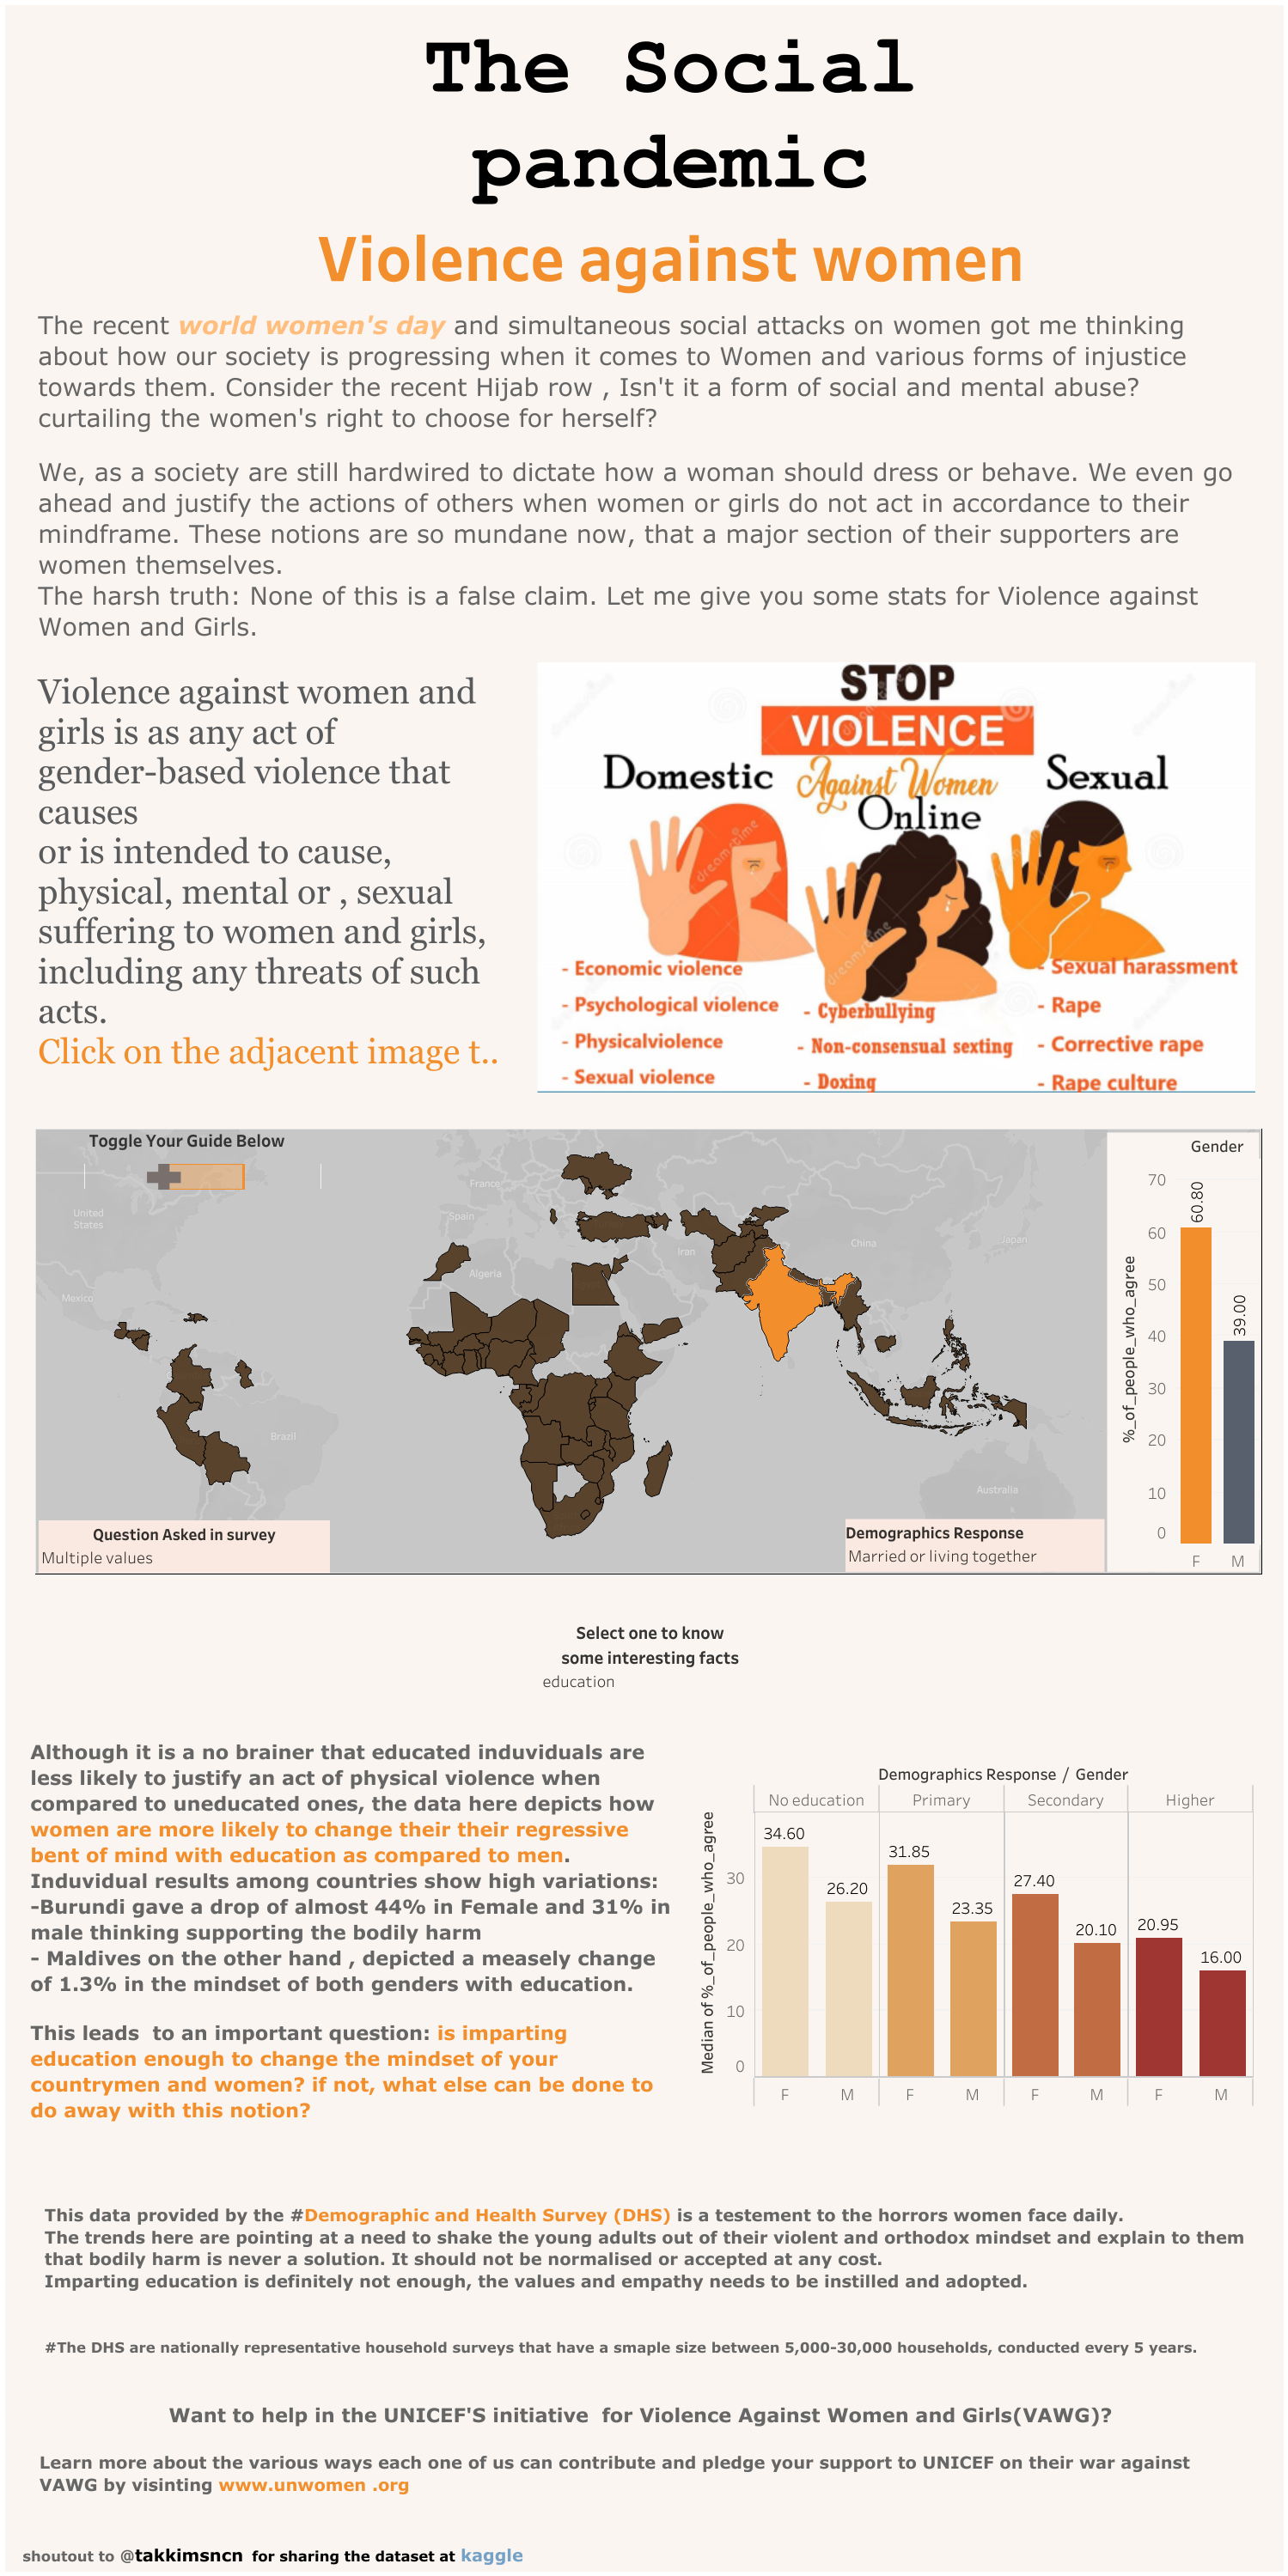 The Social
pandemic
Violence against women
The recent world women's day and simultaneous social attacks on women got me thinking
about how our society is progressing when it comes to Women and various forms of injustice
towards them. Consider the recent Hijab row , Isn't it a form of social and mental abuse?
curtailing the women's right to choose for herself?
We, as a society are still hardwired to dictate how a woman should dress or behave. We even go
ahead and justify the actions of others when women or girls do not act in accordance to their
mindframe. These notions are so mundane now, that a major section of their supporters are
women themselves.
The harsh truth: None of this is a false claim. Let me give you some stats for Violence against
Women and Girls.
Violence against women and
girls is as any act of
gender-based violence that
causes
or is intended to cause,
physical, mental or , sexual
suffering to women and girls,
including any threats of such
acts.
Click on the adjacent image t..
STOP
VIOLENCE
Against Women
Domestic
- Economic violence
- Psychological violence
- Physicalviolence
- Sexual violence
Online
- Cyberbullying
- Non-consensual sexting
- Doxing
Sexual
- Sexual harassment
- Rape
- Corrective rape
- Rape culture
dreamstime
Toggle Your Guide Below
United
States
Mexico
Brazil
France
Spain
Algeria
Iran
China
Japan
Australia
Question Asked in survey
Multiple values
Demographics Response
Married or living together
Gender
%_of_people_who_agree
70
60
50
40
30
20
10
0
60.80
39.00
F M
Select one to know
some interesting facts
education
Although it is a no brainer that educated induviduals are
less likely to justify an act of physical violence when
compared to uneducated ones, the data here depicts how
women are more likely to change their their regressive
bent of mind with education as compared to men.
Induvidual results among countries show high variations:
-Burundi gave a drop of almost 44% in Female and 31% in
male thinking supporting the bodily harm
- Maldives on the other hand , depicted a measely change
of 1.3% in the mindset of both genders with education.
This leads to an important question: is imparting
education enough to change the mindset of your
countrymen and women? if not, what else can be done to
do away with this notion?
Demographics Response / Gender
No education Primary Secondary Higher
Median of %_of_people_who_agree
30
20
10
0
34.60 26.20 31.85 23.35 27.40 20.10 20.95 16.00
F M F M F M F M
This data provided by the #Demographic and Health Survey (DHS) is a testement to the horrors women face daily.
The trends here are pointing at a need to shake the young adults out of their violent and orthodox mindset and explain to them
that bodily harm is never a solution. It should not be normalised or accepted at any cost.
Imparting education is definitely not enough, the values and empathy needs to be instilled and adopted.
#The DHS are nationally representative household surveys that have a smaple size between 5,000-30,000 households, conducted every 5 years.
Want to help in the UNICEF'S initiative for Violence Against Women and Girls(VAWG)?
Learn more about the various ways each one of us can contribute and pledge your support to UNICEF on their war against
VAWG by visinting www.unwomen .org
shoutout to @takkimsncn for sharing the dataset at kaggle